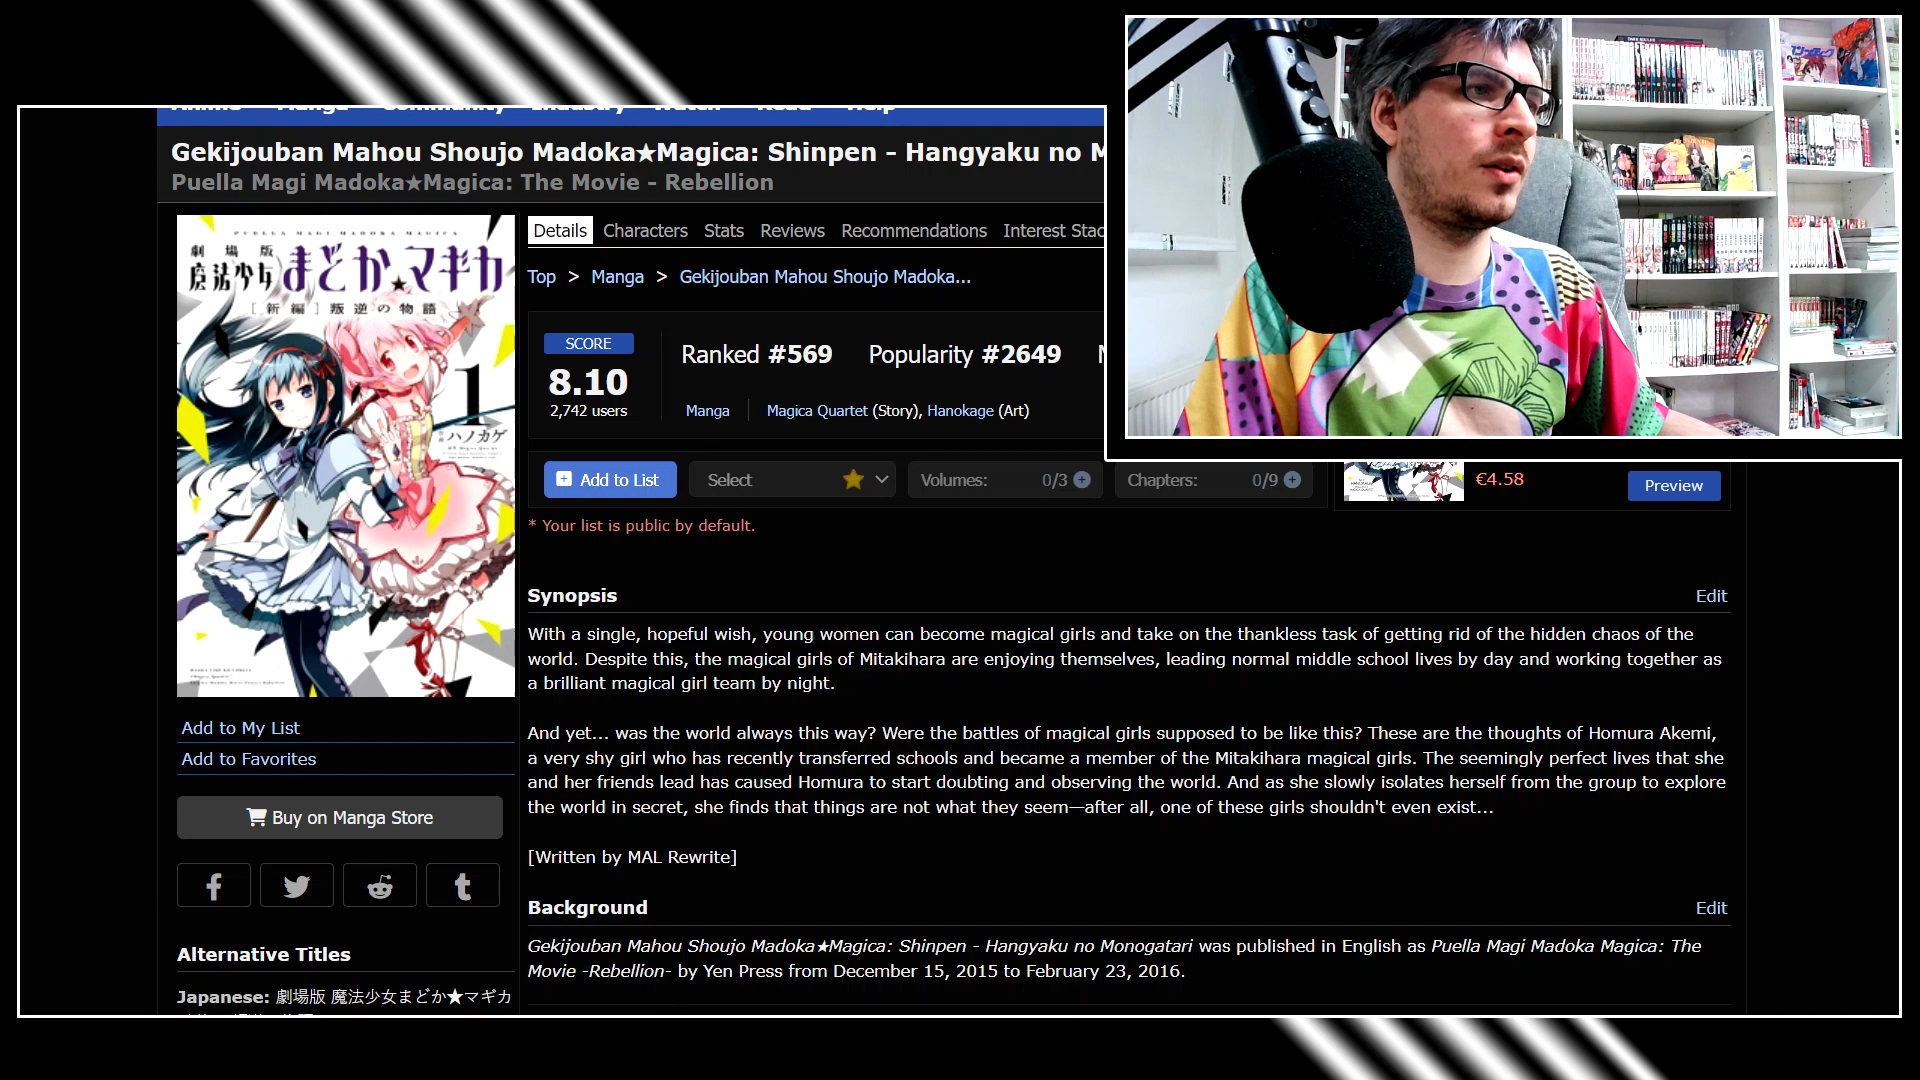 Gekijouban Mahou Shoujo Madoka★Magica: Shinpen - Hangyaku no M
Puella Magi Madoka★Magica: The Movie - Rebellion
PUELLA MAGI MADOKA MAGICA
劇場版
魔法少女まどか★マギカ
[新編]叛逆の物語
1
ハノカゲ
Details Characters Stats Reviews Recommendations Interest Stac
Top > Manga > Gekijouban Mahou Shoujo Madoka...
SCORE
8.10
2,742 users
Ranked #569 Popularity #2649
Manga Magica Quartet (Story), Hanokage (Art)
Add to List Select Volumes: 0/3 Chapters: 0/9
€4.58
Preview
* Your list is public by default.
Synopsis Edit
With a single, hopeful wish, young women can become magical girls and take on the thankless task of getting rid of the hidden chaos of the
world. Despite this, the magical girls of Mitakihara are enjoying themselves, leading normal middle school lives by day and working together as
a brilliant magical girl team by night.
And yet... was the world always this way? Were the battles of magical girls supposed to be like this? These are the thoughts of Homura Akemi,
a very shy girl who has recently transferred schools and became a member of the Mitakihara magical girls. The seemingly perfect lives that she
and her friends lead has caused Homura to start doubting and observing the world. And as she slowly isolates herself from the group to explore
the world in secret, she finds that things are not what they seem—after all, one of these girls shouldn't even exist...
[Written by MAL Rewrite]
Background Edit
Gekijouban Mahou Shoujo Madoka★Magica: Shinpen - Hangyaku no Monogatari was published in English as Puella Magi Madoka Magica: The
Movie -Rebellion- by Yen Press from December 15, 2015 to February 23, 2016.
Add to My List
Add to Favorites
Buy on Manga Store
Alternative Titles
Japanese: 劇場版 魔法少女まどか★マギカ